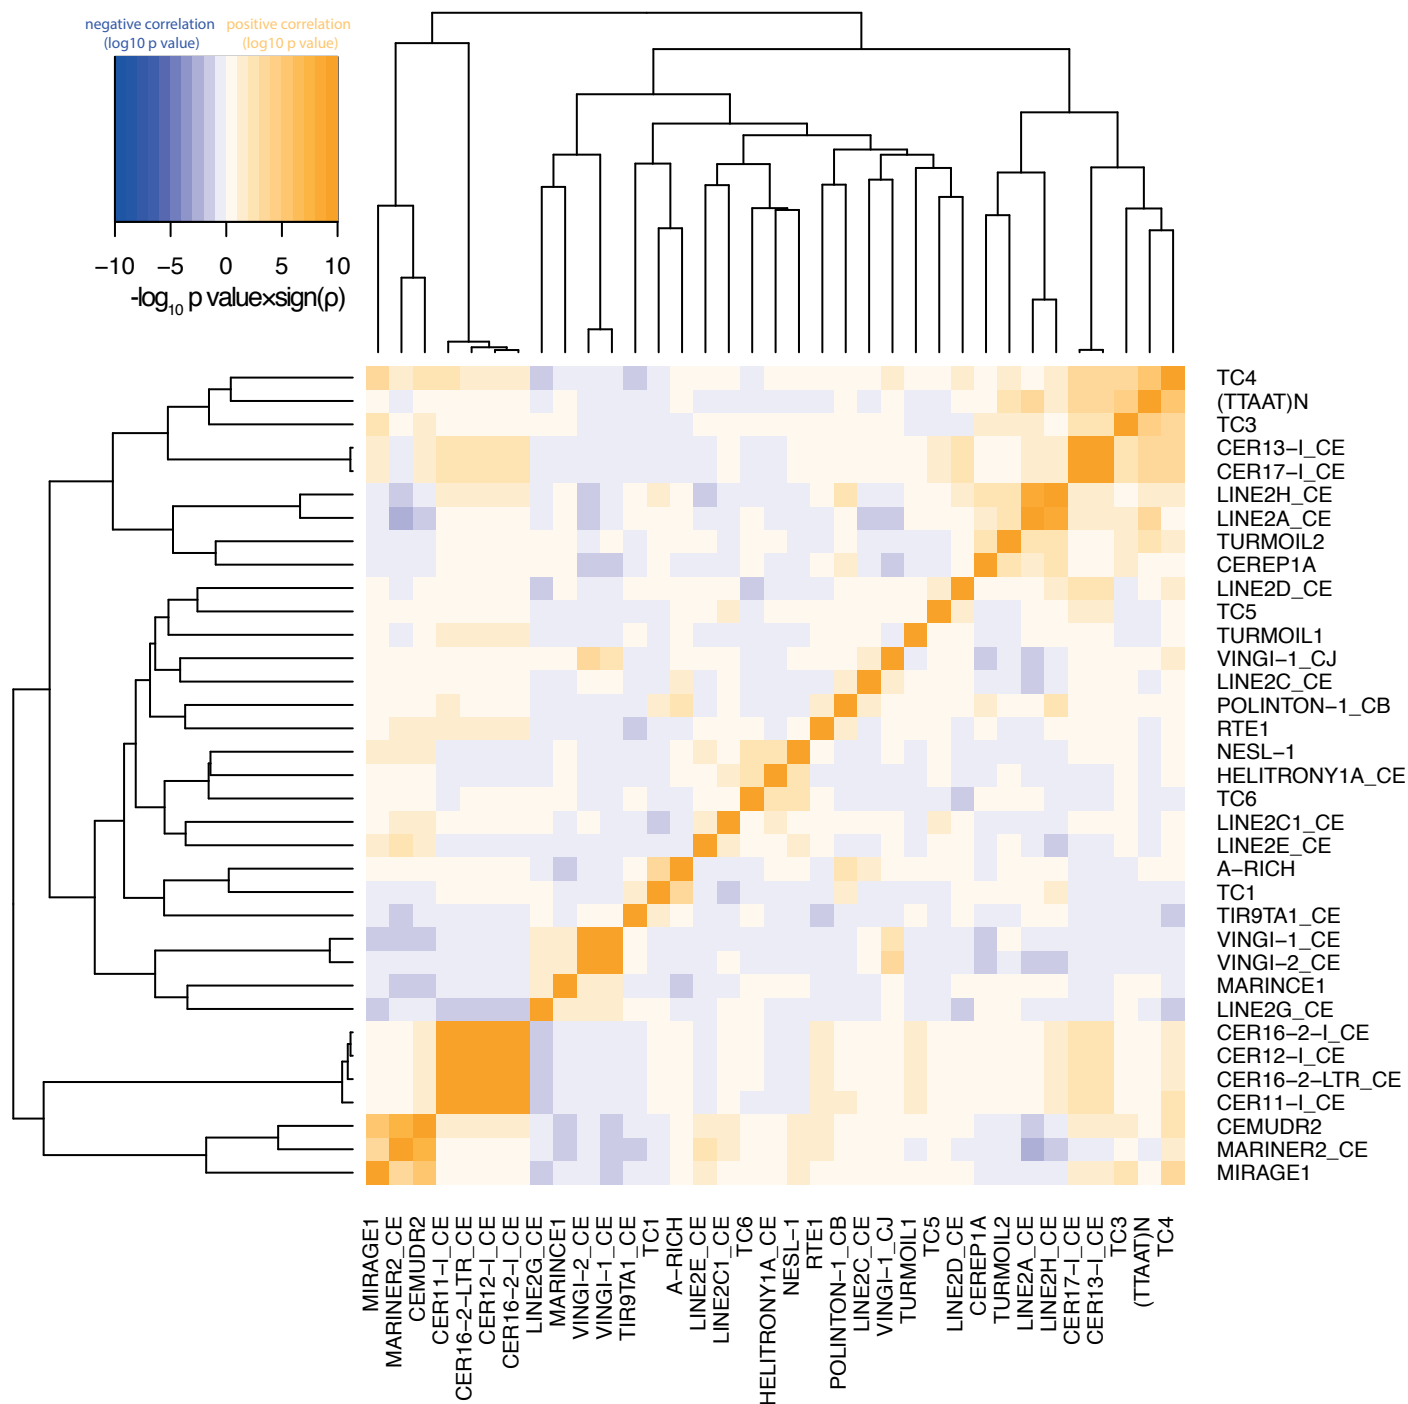 negative correlation positive correlation
(log10 p value) (log10 p value)
−10 −5 0 5 10
-log10 p value×sign(ρ)
TC4
(TTAAT)N
TC3
CER13−I_CE
CER17−I_CE
LINE2H_CE
LINE2A_CE
TURMOIL2
CEREP1A
LINE2D_CE
TC5
TURMOIL1
VINGI−1_CJ
LINE2C_CE
POLINTON−1_CB
RTE1
NESL−1
HELITRONY1A_CE
TC6
LINE2C1_CE
LINE2E_CE
A−RICH
TC1
TIR9TA1_CE
VINGI−1_CE
VINGI−2_CE
MARINCE1
LINE2G_CE
CER16−2−I_CE
CER12−I_CE
CER16−2−LTR_CE
CER11−I_CE
CEMUDR2
MARINER2_CE
MIRAGE1
MIRAGE1
MARINER2_CE
CEMUDR2
CER11−I_CE
CER16−2−LTR_CE
CER12−I_CE
CER16−2−I_CE
LINE2G_CE
MARINCE1
VINGI−2_CE
VINGI−1_CE
TIR9TA1_CE
TC1
A−RICH
LINE2E_CE
LINE2C1_CE
TC6
HELITRONY1A_CE
NESL−1
RTE1
POLINTON−1_CB
LINE2C_CE
VINGI−1_CJ
TURMOIL1
TC5
LINE2D_CE
CEREP1A
TURMOIL2
LINE2A_CE
LINE2H_CE
CER17−I_CE
CER13−I_CE
TC3
(TTAAT)N
TC4